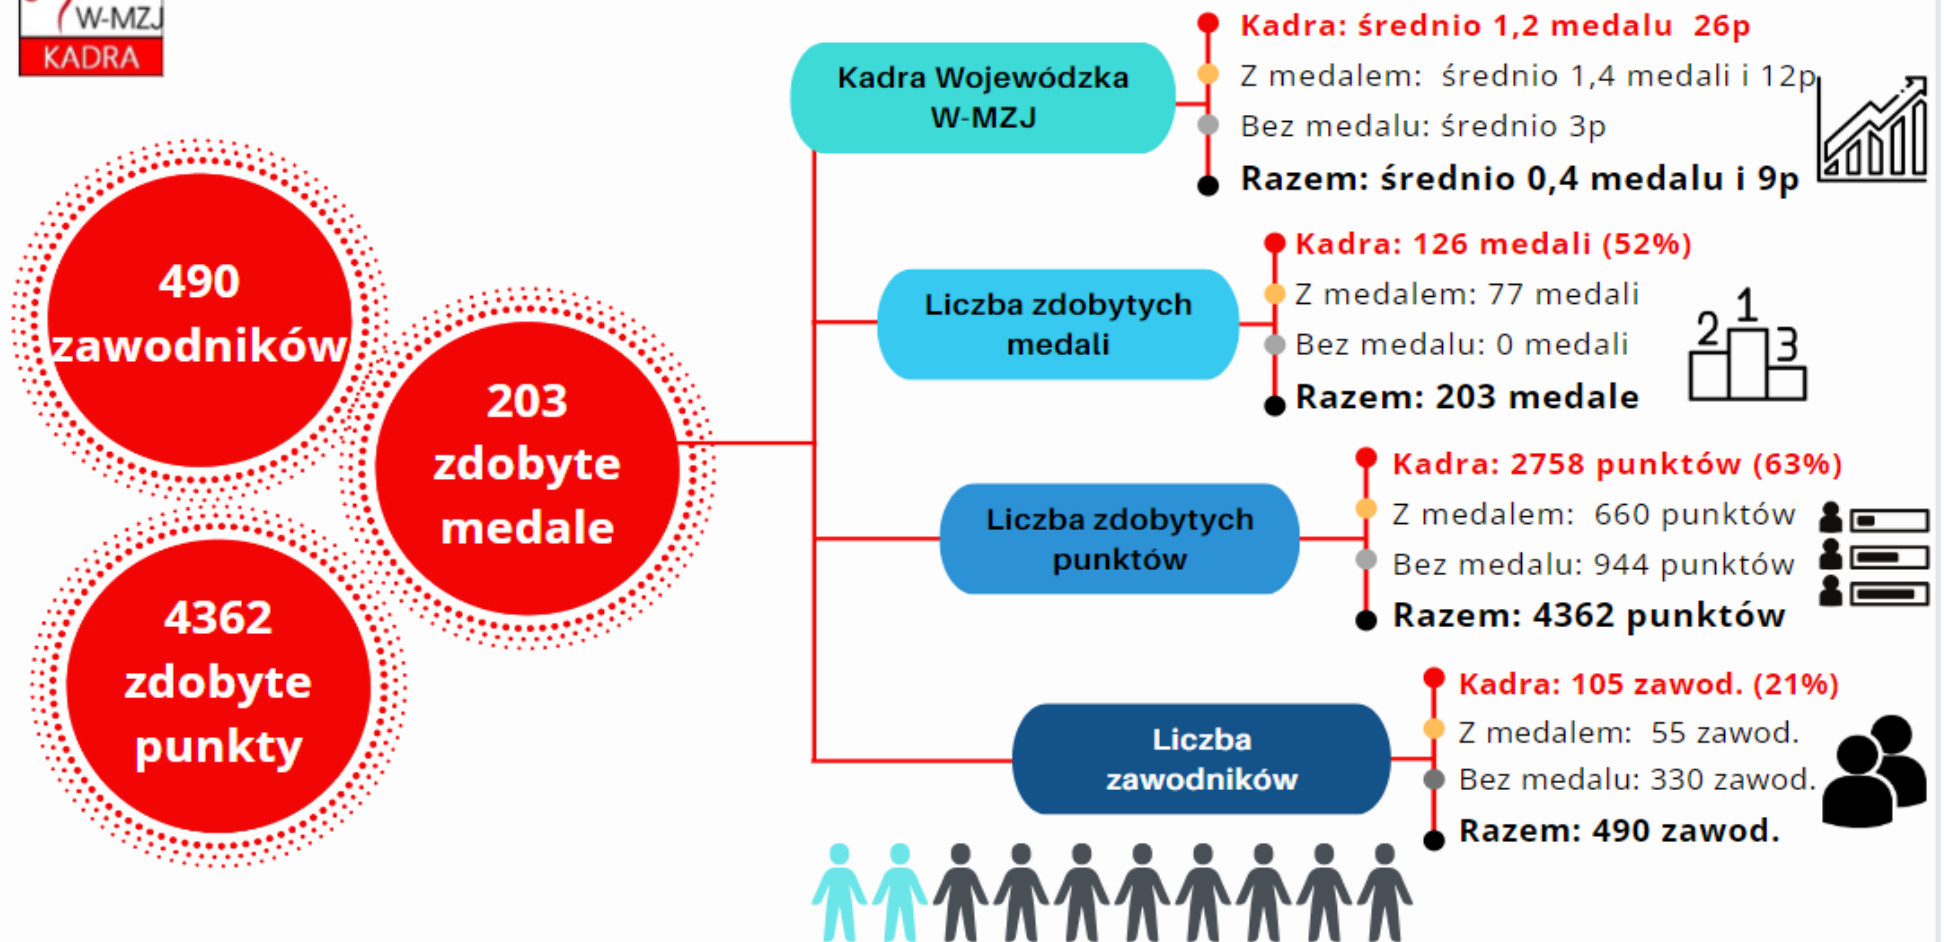 W-MZJ
KADRA
490
zawodników
203
zdobyte
medale
4362
zdobyte
punkty
Kadra Wojewódzka
W-MZJ
Kadra: średnio 1,2 medalu 26p
Z medalem: średnio 1,4 medali i 12p
Bez medalu: średnio 3p
Razem: średnio 0,4 medalu i 9p
Liczba zdobytych
medali
Kadra: 126 medali (52%)
Z medalem: 77 medali
Bez medalu: 0 medali
Razem: 203 medale
2 1 3
Liczba zdobytych
punktów
Kadra: 2758 punktów (63%)
Z medalem: 660 punktów
Bez medalu: 944 punktów
Razem: 4362 punktów
Liczba
zawodników
Kadra: 105 zawod. (21%)
Z medalem: 55 zawod.
Bez medalu: 330 zawod.
Razem: 490 zawod.